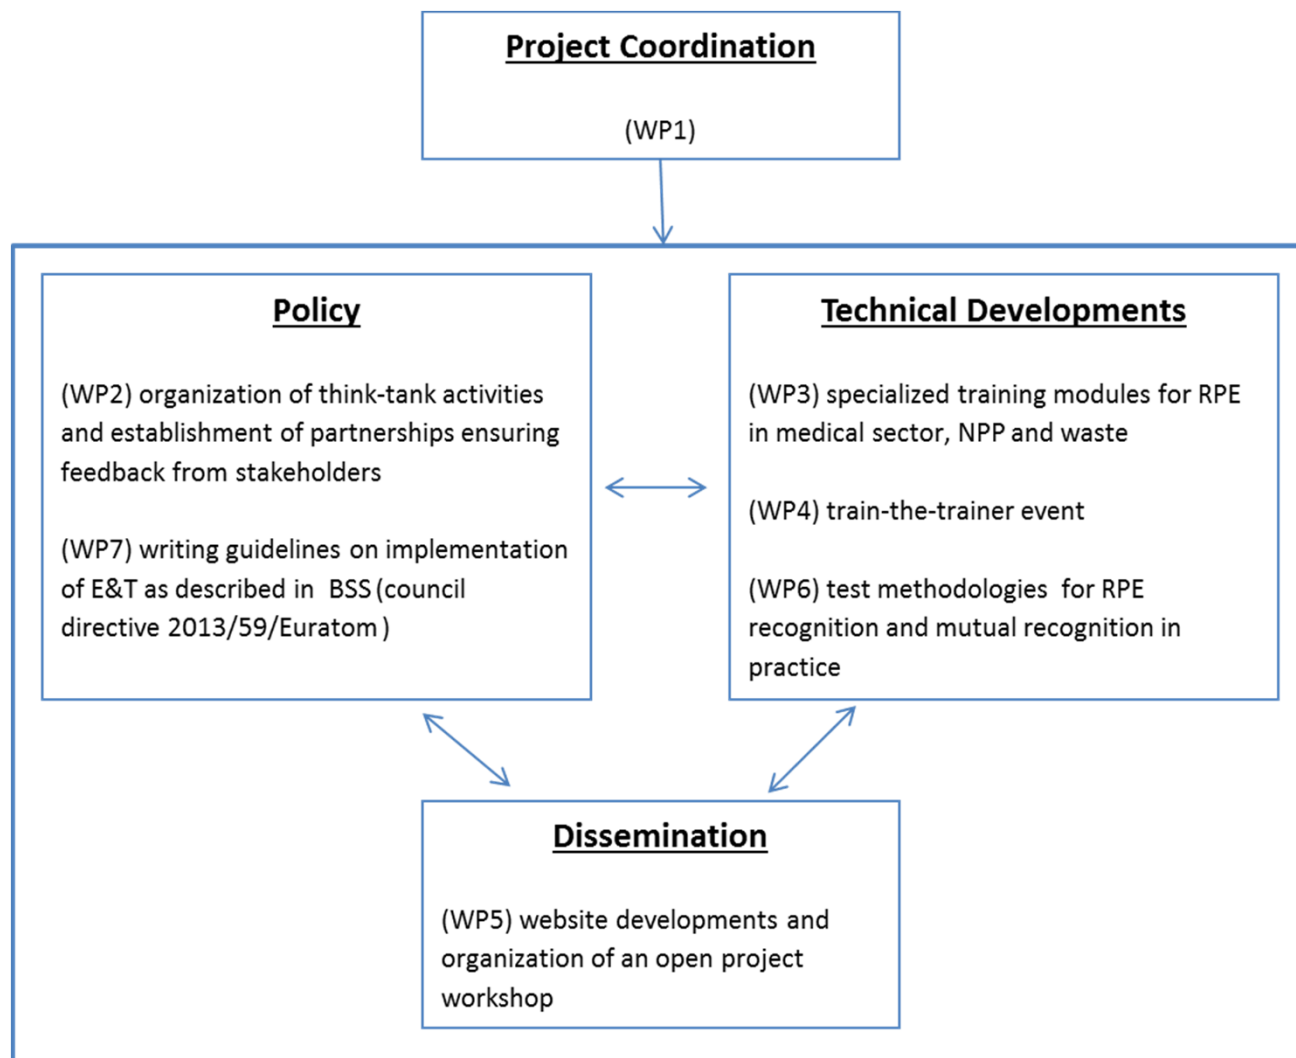 Project Coordination
(WP1)
Policy
(WP2) organization of think-tank activities
and establishment of partnerships ensuring
feedback from stakeholders
(WP7) writing guidelines on implementation
of E&T as described in BSS (council
directive 2013/59/Euratom)
Technical Developments
(WP3) specialized training modules for RPE
in medical sector, NPP and waste
(WP4) train-the-trainer event
(WP6) test methodologies for RPE
recognition and mutual recognition in
practice
Dissemination
(WP5) website developments and
organization of an open project
workshop